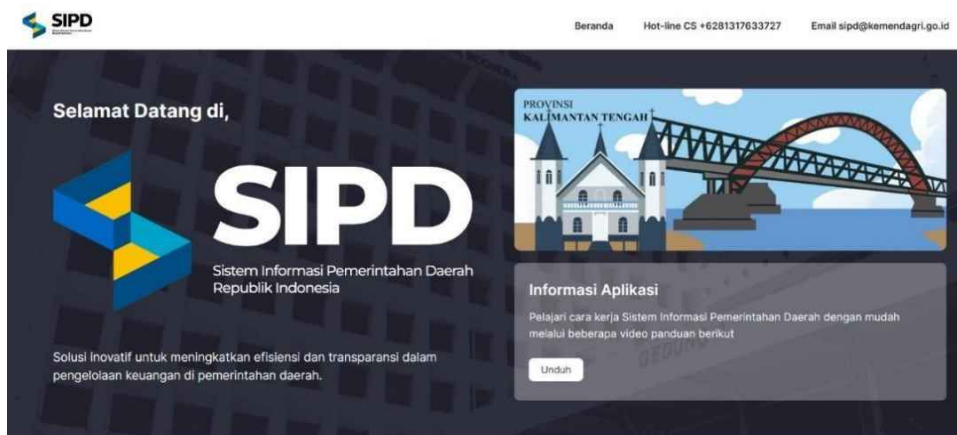 SIPD
Beranda
Hot-line CS +6281317633727
Email sipd@kemendagri.go.id
Selamat Datang di,
SIPD
Sistem Informasi Pemerintahan Daerah
Republik Indonesia
Solusi inovatif untuk meningkatkan efisiensi dan transparansi dalam
pengelolaan keuangan di pemerintahan daerah.
PROVINSI
KALIMANTAN TENGAH
Informasi Aplikasi
Pelajari cara kerja Sistem Informasi Pemerintahan Daerah dengan mudah
melalui beberapa video panduan berikut
Unduh
GEDUNG